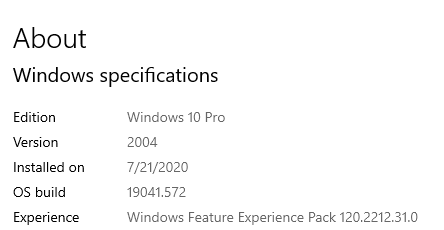 About
Windows specifications
Edition Windows 10 Pro
Version 2004
Installed on 7/21/2020
OS build 19041.572
Experience Windows Feature Experience Pack 120.2212.31.0